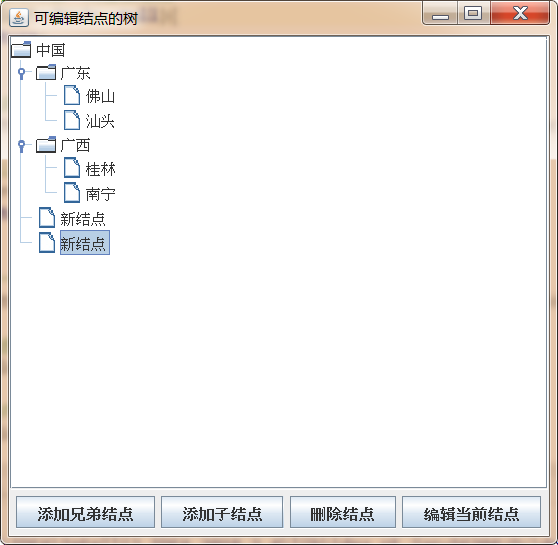 可编辑结点的树
中国
广东
佛山
汕头
广西
桂林
南宁
新结点
新结点
添加兄弟结点 添加子结点 删除结点 编辑当前结点